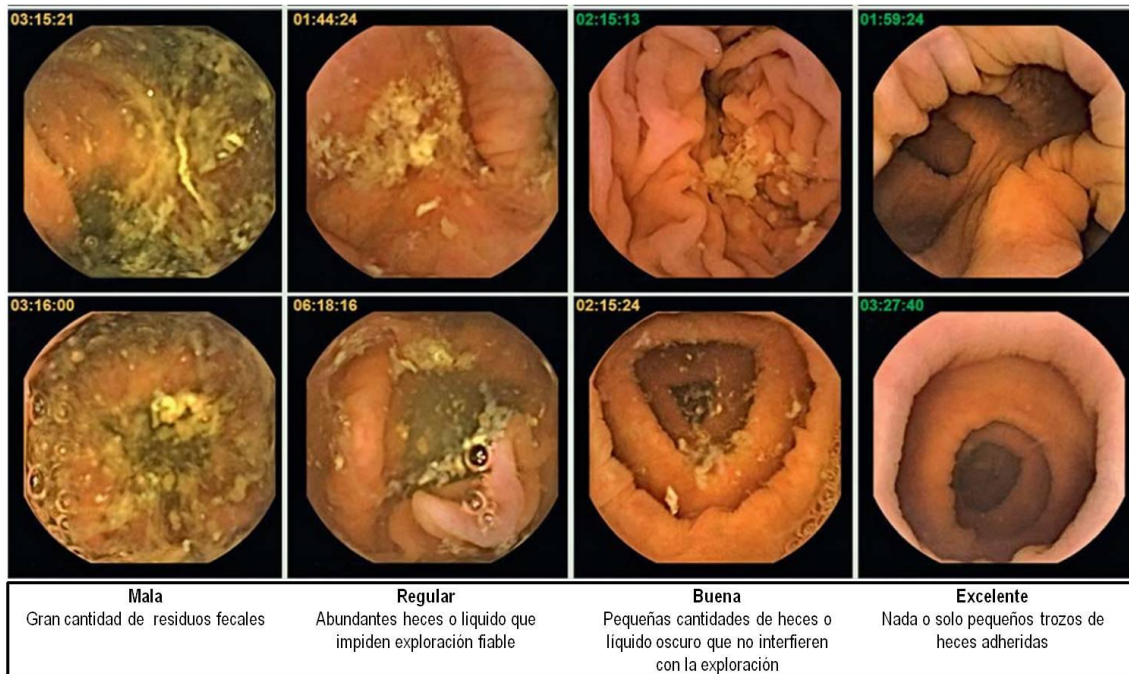 03:15:21
01:44:24
02:15:13
01:59:24
03:16:00
06:18:16
02:15:24
03:27:40
Mala
Gran cantidad de residuos fecales
Regular
Abundantes heces o liquido que
impiden exploración fiable
Buena
Pequeñas cantidades de heces o
líquido oscuro que no interfieren
con la exploración
Excelente
Nada o solo pequeños trozos de
heces adheridas